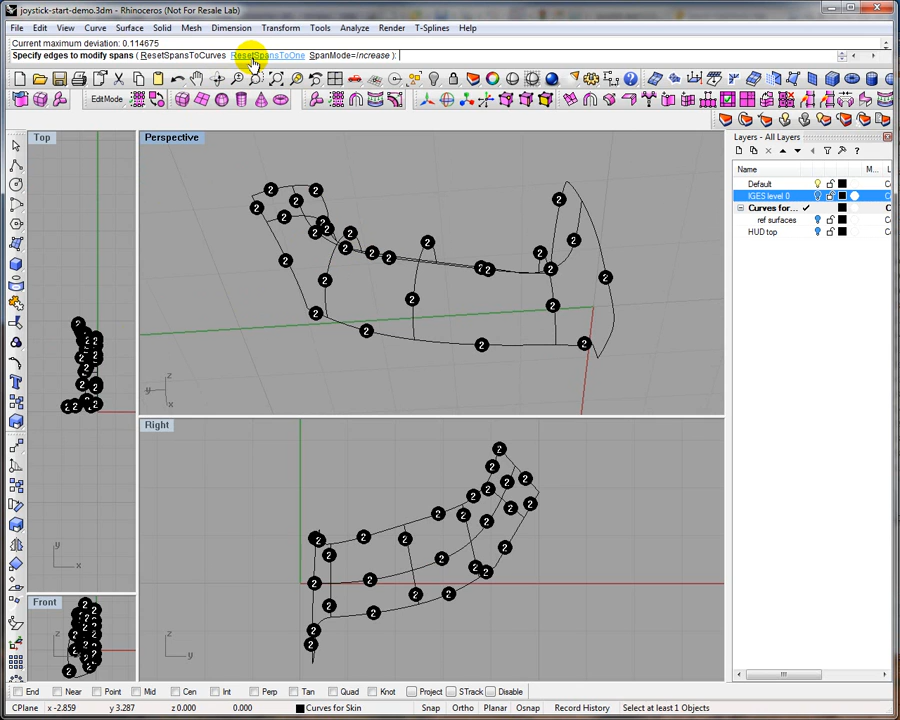 joystick-start-demo.3dm - Rhinoceros (Not For Resale Lab)
File Edit View Curve Surface Solid Mesh Dimension Transform Tools Analyze Render T-Splines Help
Current maximum deviation: 0.114675
Specify edges to modify spans ( ResetSpansToCurves ResetSpansToOne SpanMode=Increase ):
EditMode
Top
Perspective
Layers - All Layers
Name M...
Default
IGES level 0
Curves for...
ref surfaces
HUD top
Right
Front
End Near Point Mid Cen Int Perp Tan Quad Knot Project STrack Disable
CPlane x -2.859 y 3.287 z 0.000 0.000 Curves for Skin Snap Ortho Planar Osnap Record History Select at least 1 Objects